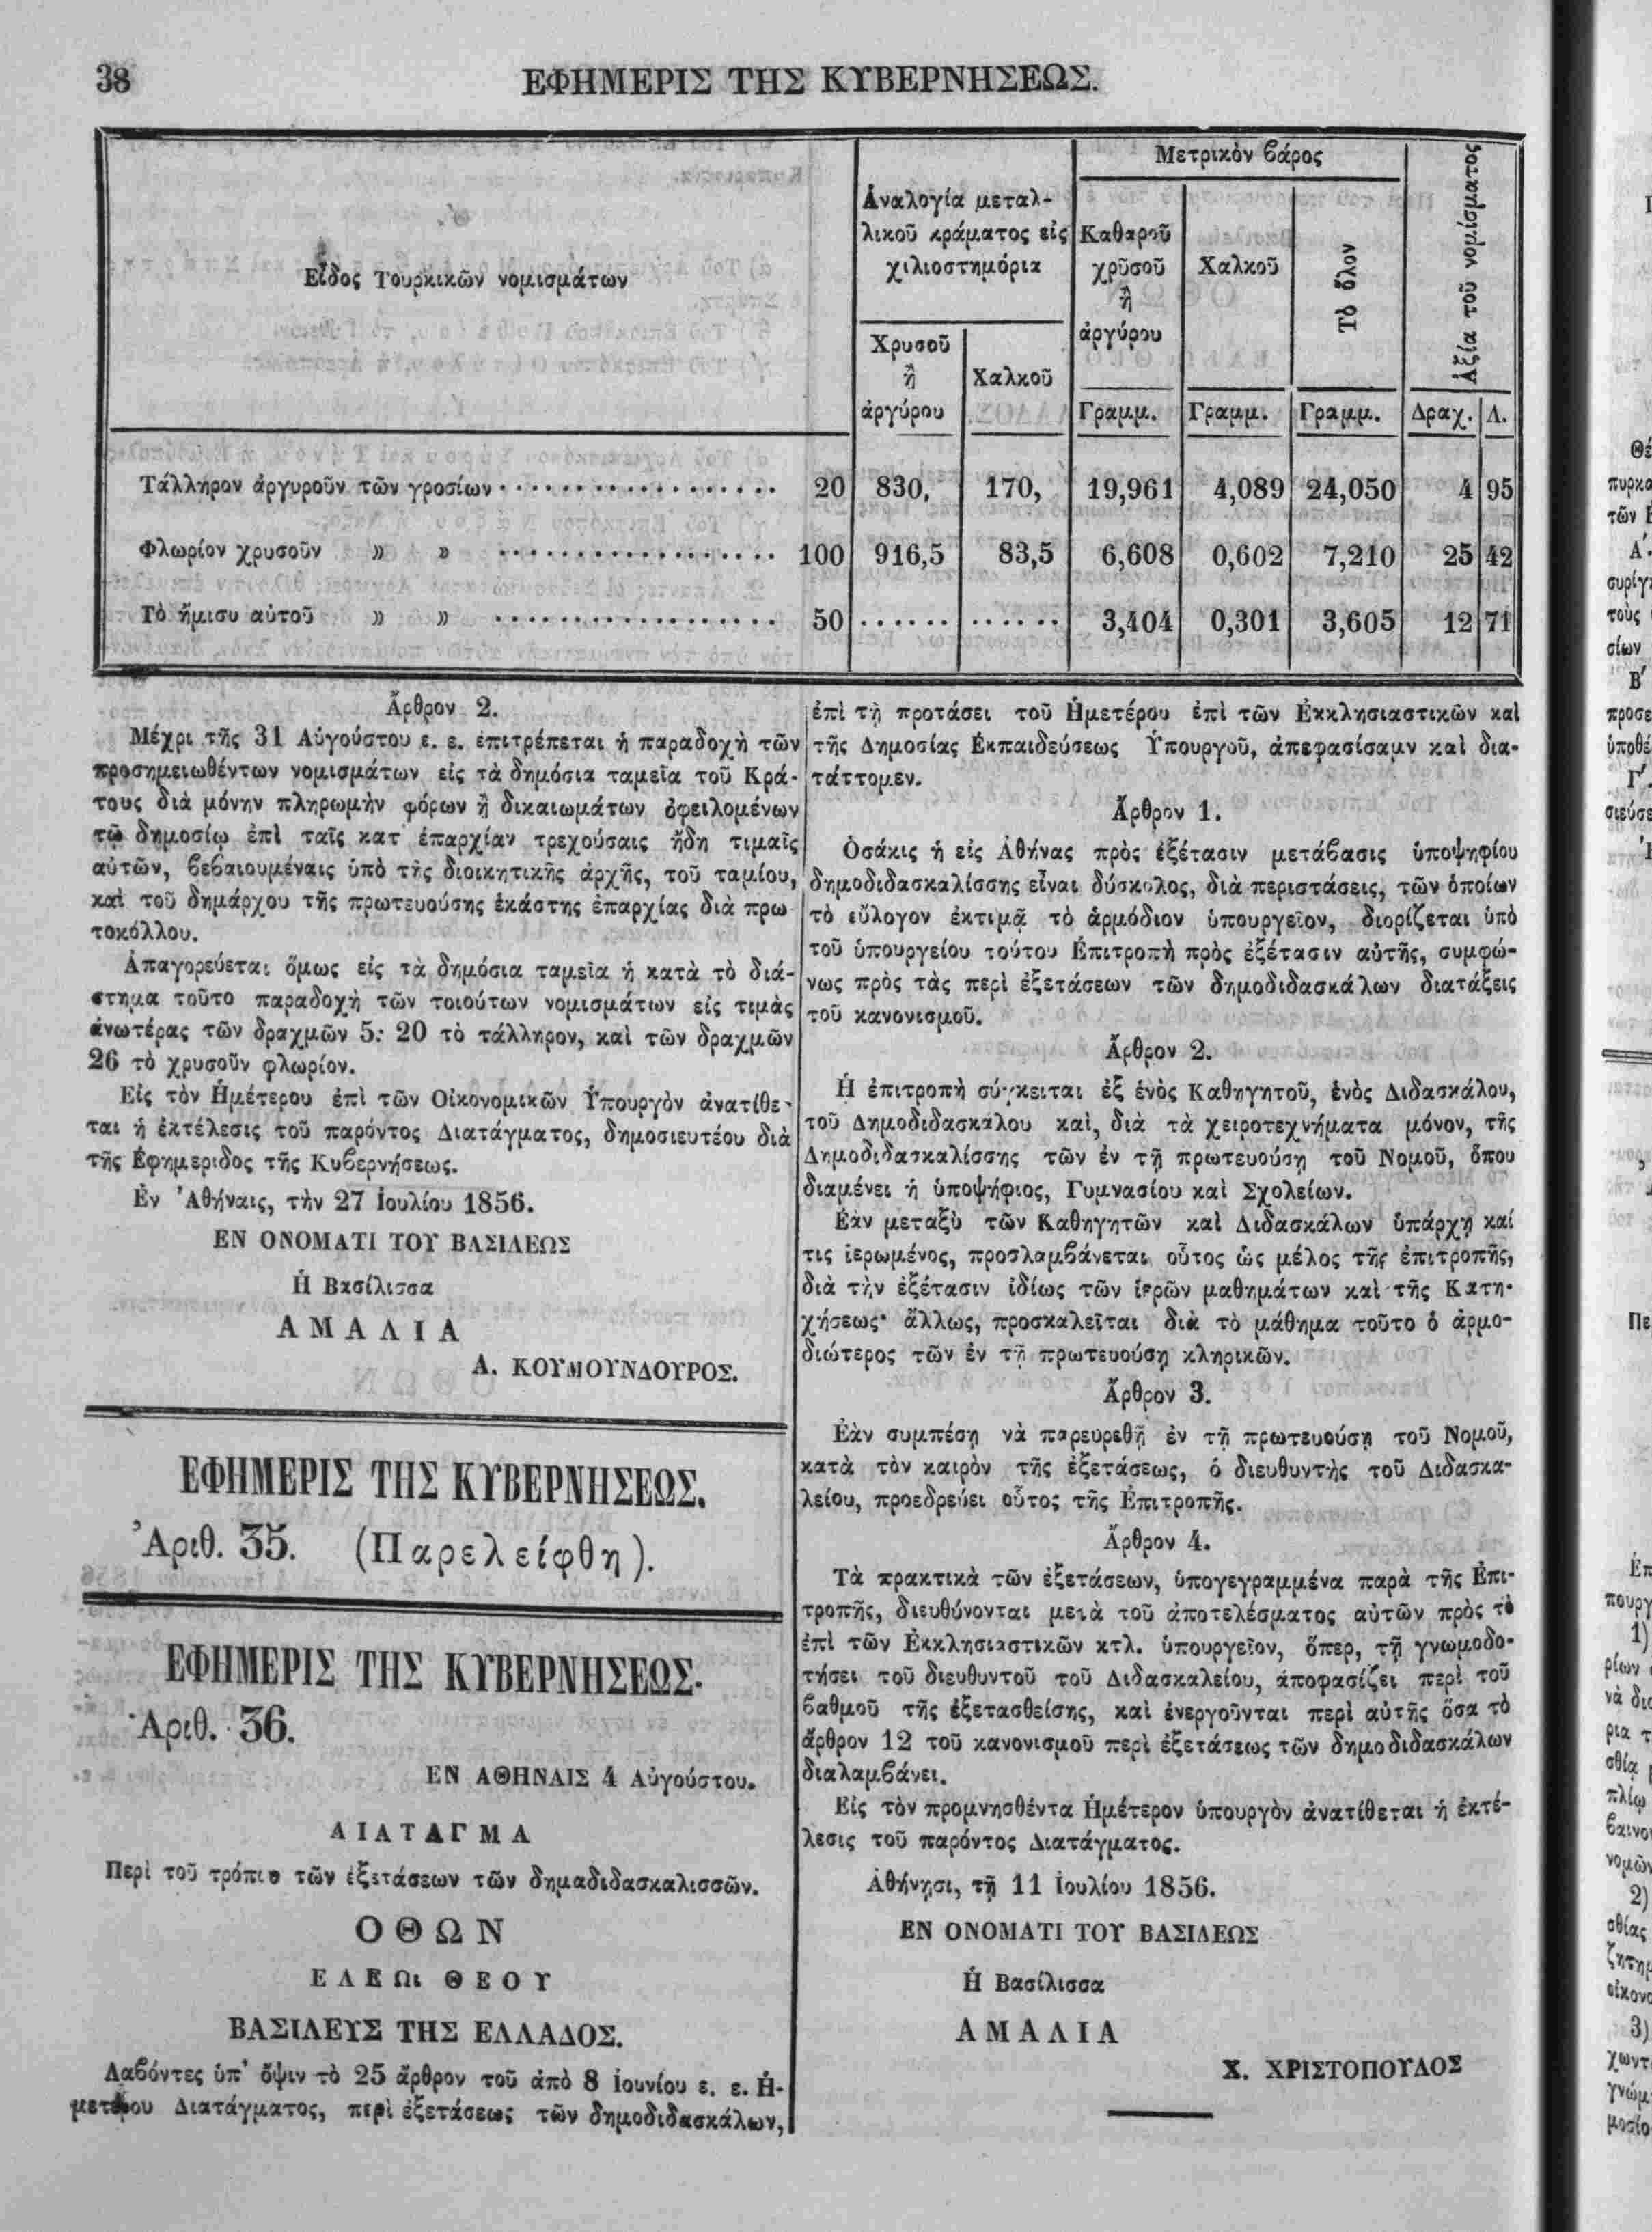 38
ΕΦΗΜΕΡΙΣ ΤΗΣ ΚΥΒΕΡΝΗΣΕΩΣ.
Εἶδος Τουρκικῶν νομισμάτων
Ἀναλογία μεταλ-
λικοῦ κράματος εἰς
χιλιοστημόρια
Χρυσοῦ
ἢ
ἀργύρου
Χαλκοῦ
Μετρικὸν βάρος
Καθαροῦ
χρῦσοῦ
ἢ
ἀργύρου
Γραμμ.
Χαλκοῦ
Γραμμ.
Τὸ ὅλον
Γραμμ.
Ἀξία τοῦ νομίσματος
Δραχ. Λ.
Τάλληρον ἀργυροῦν τῶν γροσίων 20 830, 170, 19,961 4,089 24,050 4 95
Φλωρίον χρυσοῦν » » 100 916,5 83,5 6,608 0,602 7,210 25 42
Τὸ ἥμισυ αὐτοῦ » » 50 ...... ...... 3,404 0,301 3,605 12 71
Ἄρθρον 2.
Μέχρι τῆς 31 Αὐγούστου ε. ε. ἐπιτρέπεται ἡ παραδοχὴ τῶν
προσημειωθέντων νομισμάτων εἰς τὰ δημόσια ταμεῖα τοῦ Κρά-
τους διὰ μόνην πληρωμὴν φόρων ἢ δικαιωμάτων ὀφειλομένων
τῷ δημοσίῳ ἐπὶ ταῖς κατ' ἐπαρχίαν τρεχούσαις ἤδη τιμαῖς
αὐτῶν, βεβαιουμέναις ὑπὸ τῆς διοικητικῆς ἀρχῆς, τοῦ ταμίου,
καὶ τοῦ δημάρχου τῆς πρωτευούσης ἑκάστης ἐπαρχίας διὰ πρω
τοκόλλου.
Ἀπαγορεύεται ὅμως εἰς τὰ δημόσια ταμεῖα ἡ κατὰ τὸ διά-
στημα τοῦτο παραδοχὴ τῶν τοιούτων νομισμάτων εἰς τιμὰς
ἀνωτέρας τῶν δραχμῶν 5: 20 τὸ τάλληρον, καὶ τῶν δραχμῶν
26 τὸ χρυσοῦν φλωρίον.
Εἰς τὸν Ἡμέτερου ἐπὶ τῶν Οἰκονομικῶν Ὑπουργὸν ἀνατίθε-
ται ἡ ἐκτέλεσις τοῦ παρόντος Διατάγματος, δημοσιευτέου διὰ
τῆς Ἐφημεριδος τῆς Κυβερνήσεως.
Ἐν Ἀθήναις, τὴν 27 Ἰουλίου 1856.
ΕΝ ΟΝΟΜΑΤΙ ΤΟΥ ΒΑΣΙΛΕΩΣ
Ἡ Βασίλισσα
ΑΜΑΛΙΑ
Α. ΚΟΥΜΟΥΝΔΟΥΡΟΣ.
ΕΦΗΜΕΡΙΣ ΤΗΣ ΚΥΒΕΡΝΗΣΕΩΣ.
Ἀριθ. 35. (Παρελείφθη).
ΕΦΗΜΕΡΙΣ ΤΗΣ ΚΥΒΕΡΝΗΣΕΩΣ.
Ἀριθ. 36.
ΕΝ ΑΘΗΝΑΙΣ 4 Αὐγούστου.
ΔΙΑΤΑΓΜΑ
Περὶ τοῦ τρόπου τῶν ἐξετάσεων τῶν δημαδιδασκαλισσῶν.
ΟΘΩΝ
ΕΛΕΩι ΘΕΟΥ
ΒΑΣΙΛΕΥΣ ΤΗΣ ΕΛΛΑΔΟΣ.
Λαβόντες ὑπ' ὄψιν τὸ 25 ἄρθρον τοῦ ἀπὸ 8 Ἰουνίου ε. ε. Ἡ-
μετέρου Διατάγματος, περὶ ἐξετάσεως τῶν δημοδιδασκάλων,
ἐπὶ τῇ προτάσει τοῦ Ἡμετέρου ἐπὶ τῶν Ἐκκλησιαστικῶν καὶ
τῆς Δημοσίας Ἐκπαιδεύσεως Ὑπουργοῦ, ἀπεφασίσαμν καὶ δια-
τάττομεν.
Ἄρθρον 1.
Ὁσάκις ἡ εἰς Ἀθήνας πρὸς ἐξέτασιν μετάβασις ὑποψηφίου
δημοδιδασκαλίσσης εἶναι δύσκολος, διὰ περιστάσεις, τῶν ὁποίων
τὸ εὔλογον ἐκτιμᾷ τὸ ἁρμόδιον ὑπουργεῖον, διορίζεται ὑπὸ
τοῦ ὑπουργείου τούτου Ἐπιτροπὴ πρὸς ἐξέτασιν αὐτῆς, συμφώ-
νως πρὸς τὰς περὶ ἐξετάσεων τῶν δημοδιδασκάλων διατάξεις
τοῦ κανονισμοῦ.
Ἄρθρον 2.
Ἡ ἐπιτροπὴ σύγκειται ἐξ ἑνὸς Καθηγητοῦ, ἑνὸς Διδασκάλου,
τοῦ Δημοδιδασκάλου καὶ, διὰ τὰ χειροτεχνήματα μόνον, τῆς
Δημοδιδασκαλίσσης τῶν ἐν τῇ πρωτευούσῃ τοῦ Νομοῦ, ὅπου
διαμένει ἡ ὑποψήφιος, Γυμνασίου καὶ Σχολείων.
Ἐὰν μεταξὺ τῶν Καθηγητῶν καὶ Διδασκάλων ὑπάρχῃ καί
τις ἱερωμένος, προσλαμβάνεται οὗτος ὡς μέλος τῆς ἐπιτροπῆς,
διὰ τὴν ἐξέτασιν ἰδίως τῶν ἱερῶν μαθημάτων καὶ τῆς Κατη-
χήσεως· ἄλλως, προσκαλεῖται διὰ τὸ μάθημα τοῦτο ὁ ἁρμο-
διώτερος τῶν ἐν τῇ πρωτευούσῃ κληρικῶν.
Ἄρθρον 3.
Ἐὰν συμπέσῃ νὰ παρευρεθῇ ἐν τῇ πρωτευούσῃ τοῦ Νομοῦ,
κατὰ τὸν καιρὸν τῆς ἐξετάσεως, ὁ διευθυντὴς τοῦ Διδασκα-
λείου, προεδρεύει οὗτος τῆς Ἐπιτροπῆς.
Ἄρθρον 4.
Τὰ πρακτικὰ τῶν ἐξετάσεων, ὑπογεγραμμένα παρὰ τῆς Ἐπι-
τροπῆς, διευθύνονται μετὰ τοῦ ἀποτελέσματος αὐτῶν πρὸς τὸ
ἐπὶ τῶν Ἐκκλησιαστικῶν κτλ. ὑπουργεῖον, ὅπερ, τῇ γνωμοδο-
τήσει τοῦ διευθυντοῦ τοῦ Διδασκαλείου, ἀποφασίζει περὶ τοῦ
βαθμοῦ τῆς ἐξετασθείσης, καὶ ἐνεργοῦνται περὶ αὐτῆς ὅσα τὸ
ἄρθρον 12 τοῦ κανονισμοῦ περὶ ἐξετάσεως τῶν δημοδιδασκάλων
διαλαμβάνει.
Εἰς τὸν προμνησθέντα Ἡμέτερον ὑπουργὸν ἀνατίθεται ἡ ἐκτέ-
λεσις τοῦ παρόντος Διατάγματος.
Ἀθήνῃσι, τῇ 11 Ἰουλίου 1856.
ΕΝ ΟΝΟΜΑΤΙ ΤΟΥ ΒΑΣΙΛΕΩΣ
Ἡ Βασίλισσα
ΑΜΑΛΙΑ
Χ. ΧΡΙΣΤΟΠΟΥΛΟΣ